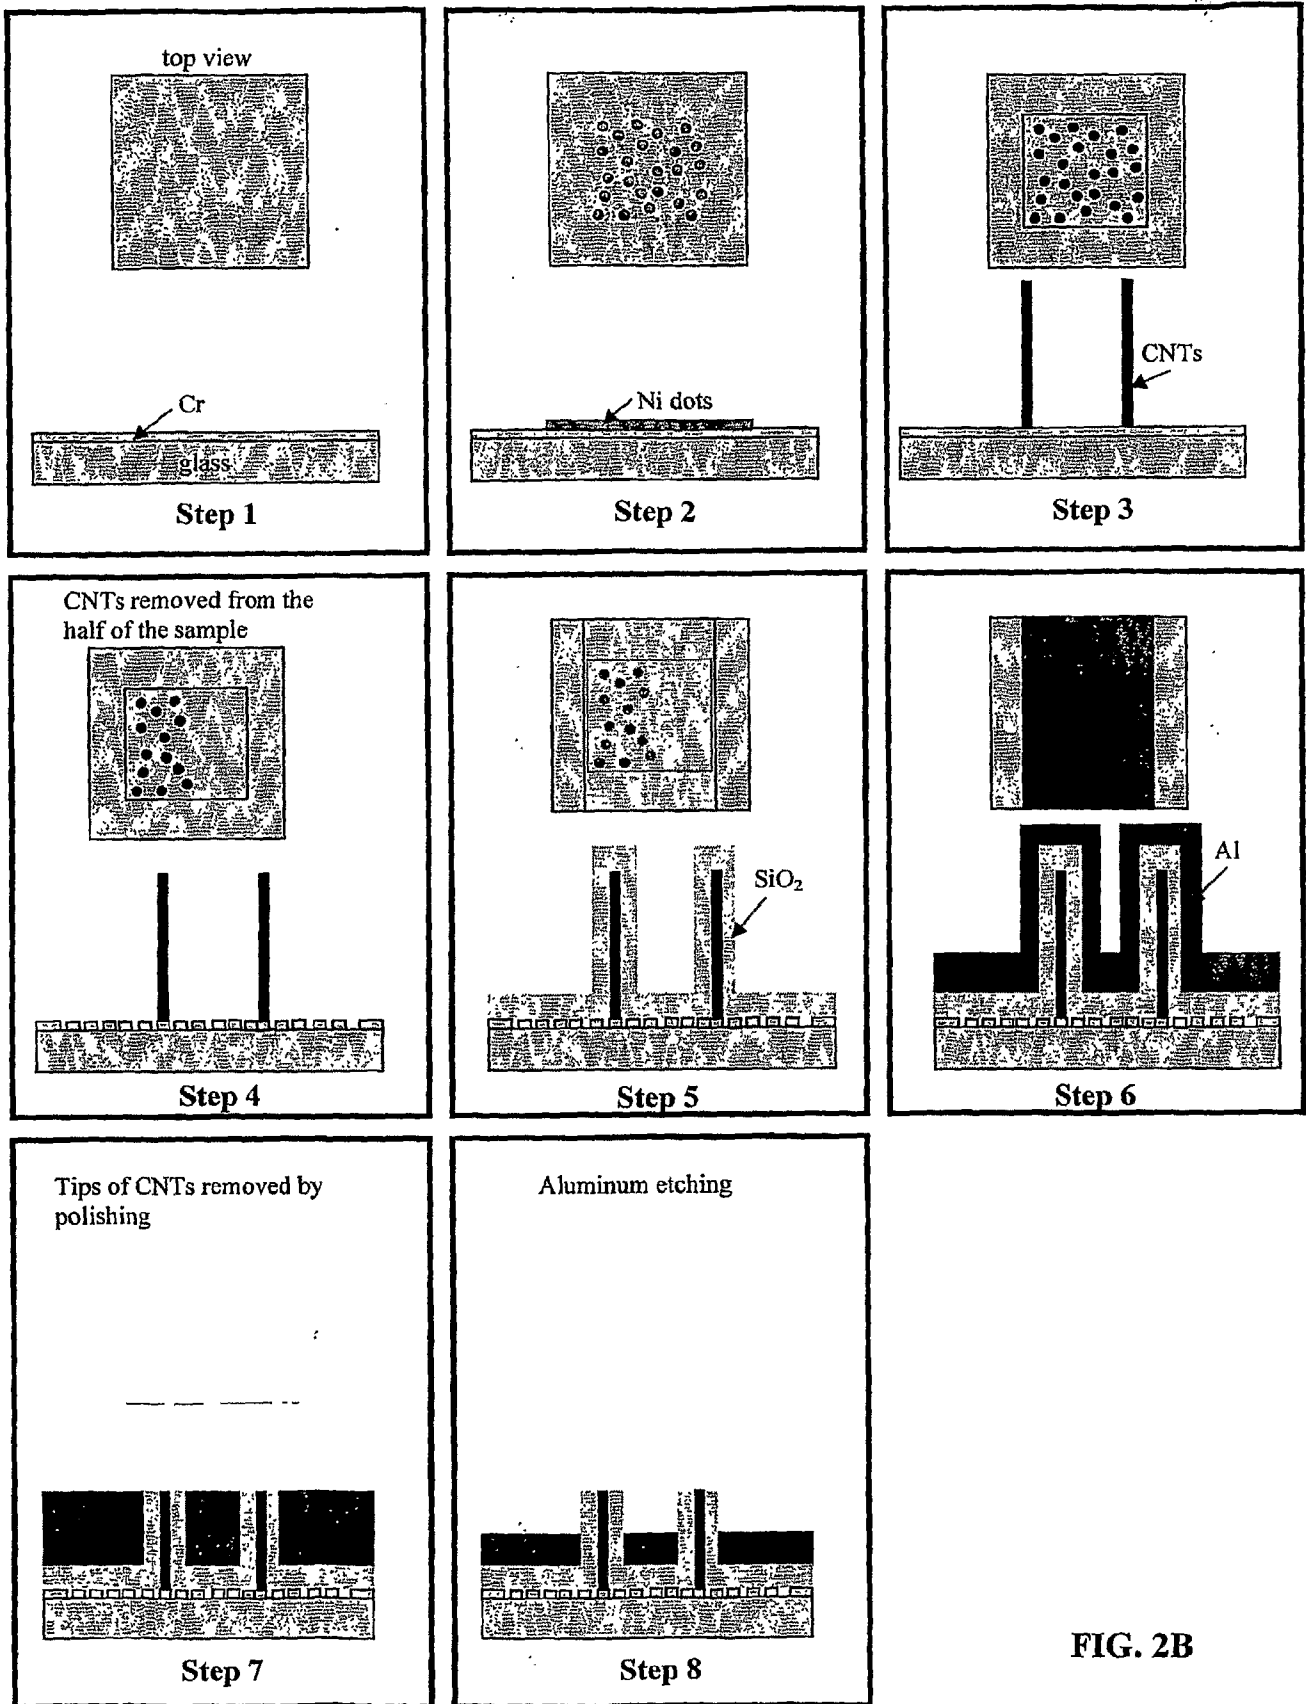 top view
Cr
glass
Step 1
Ni dots
Step 2
CNTs
Step 3
CNTs removed from the
half of the sample
Step 4
SiO₂
Step 5
Al
Step 6
Tips of CNTs removed by
polishing
Step 7
Aluminum etching
Step 8
FIG. 2B